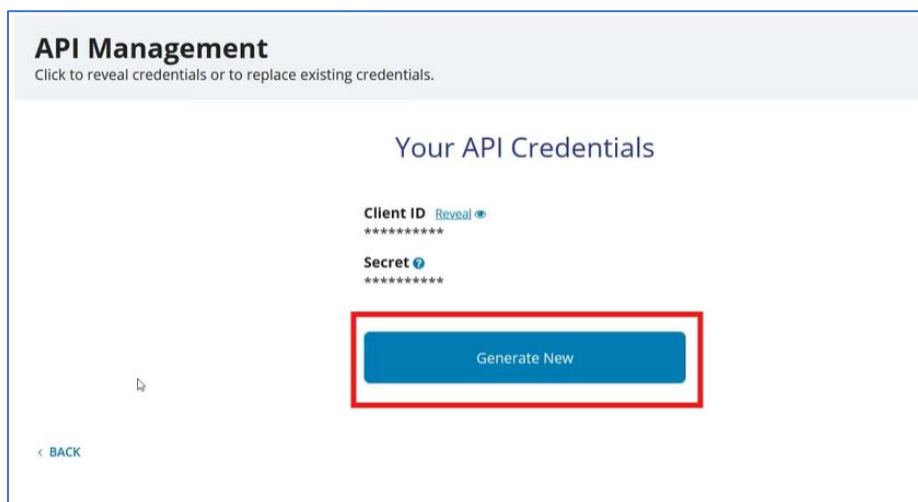 API Management
Click to reveal credentials or to replace existing credentials.
Your API Credentials
Client ID Reveal
**********
Secret
**********
Generate New
< BACK